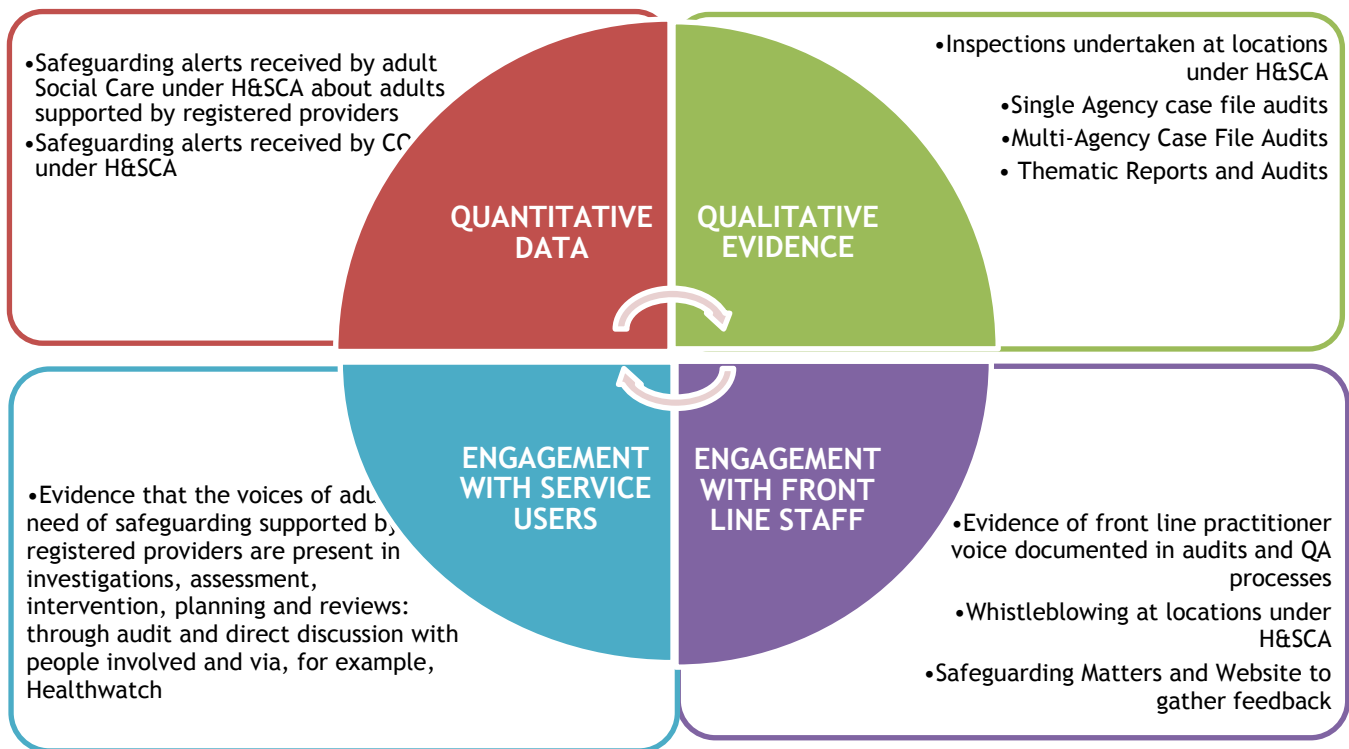 •Safeguarding alerts received by adult
Social Care under H&SCA about adults
supported by registered providers
•Safeguarding alerts received by
under H&SCA
QUANTITATIVE
DATA
•Inspections undertaken at locations
under H&SCA
•Single Agency case file audits
•Multi-Agency Case File Audits
• Thematic Reports and Audits
QUALITATIVE
EVIDENCE
•Evidence that the voices of
need of safeguarding supported by
registered providers are present in
investigations, assessment,
intervention, planning and reviews:
through audit and direct discussion with
people involved and via, for example,
Healthwatch
ENGAGEMENT
WITH SERVICE
USERS
ENGAGEMENT
WITH FRONT
LINE STAFF
•Evidence of front line practitioner
voice documented in audits and QA
processes
•Whistleblowing at locations under
H&SCA
•Safeguarding Matters and Website to
gather feedback